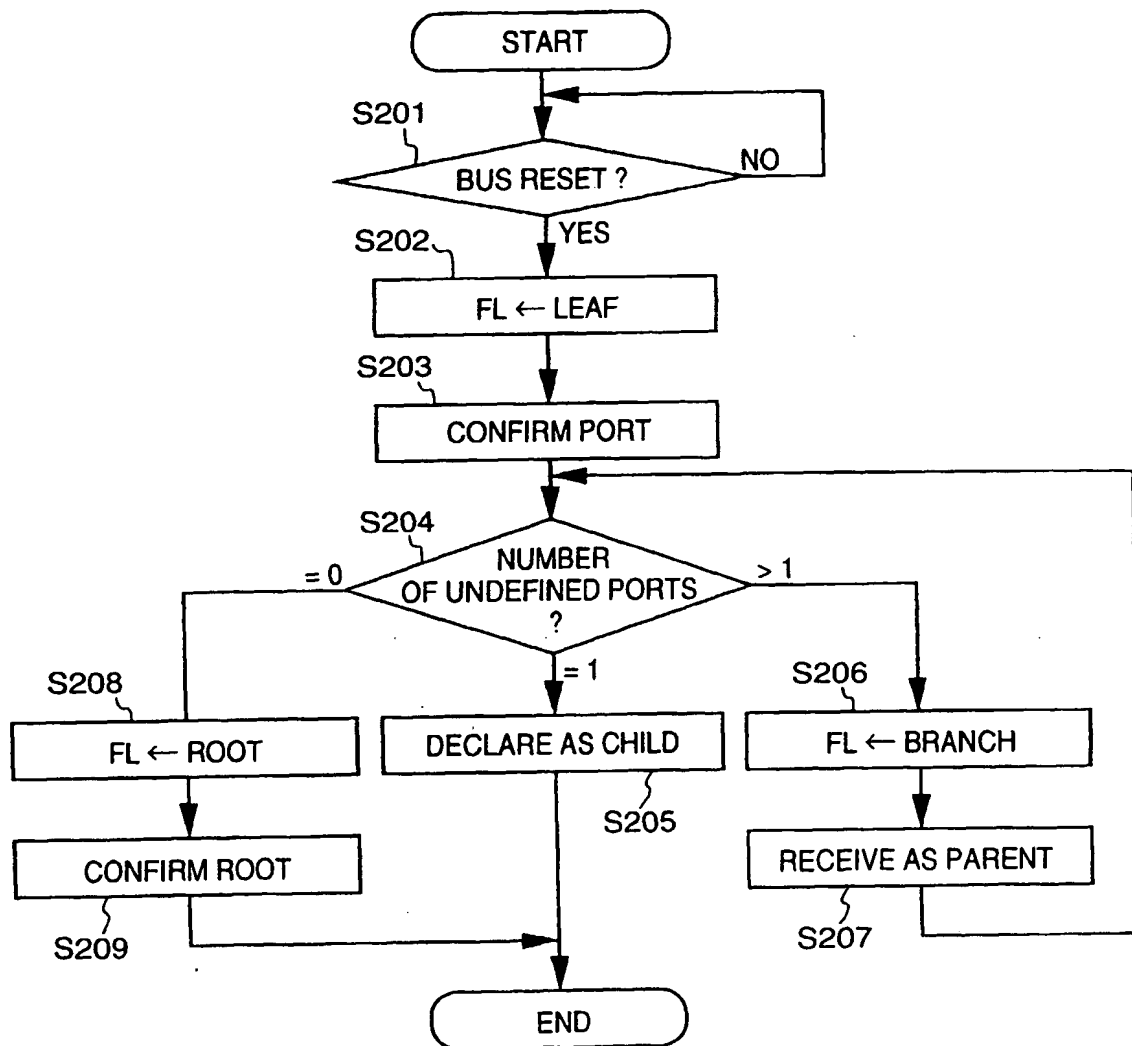 START
S201
BUS RESET ?
NO
YES
S202
FL ← LEAF
S203
CONFIRM PORT
S204
NUMBER
OF UNDEFINED PORTS
?
= 0
> 1
= 1
S208
FL ← ROOT
DECLARE AS CHILD
S205
S206
FL ← BRANCH
CONFIRM ROOT
S209
RECEIVE AS PARENT
S207
END